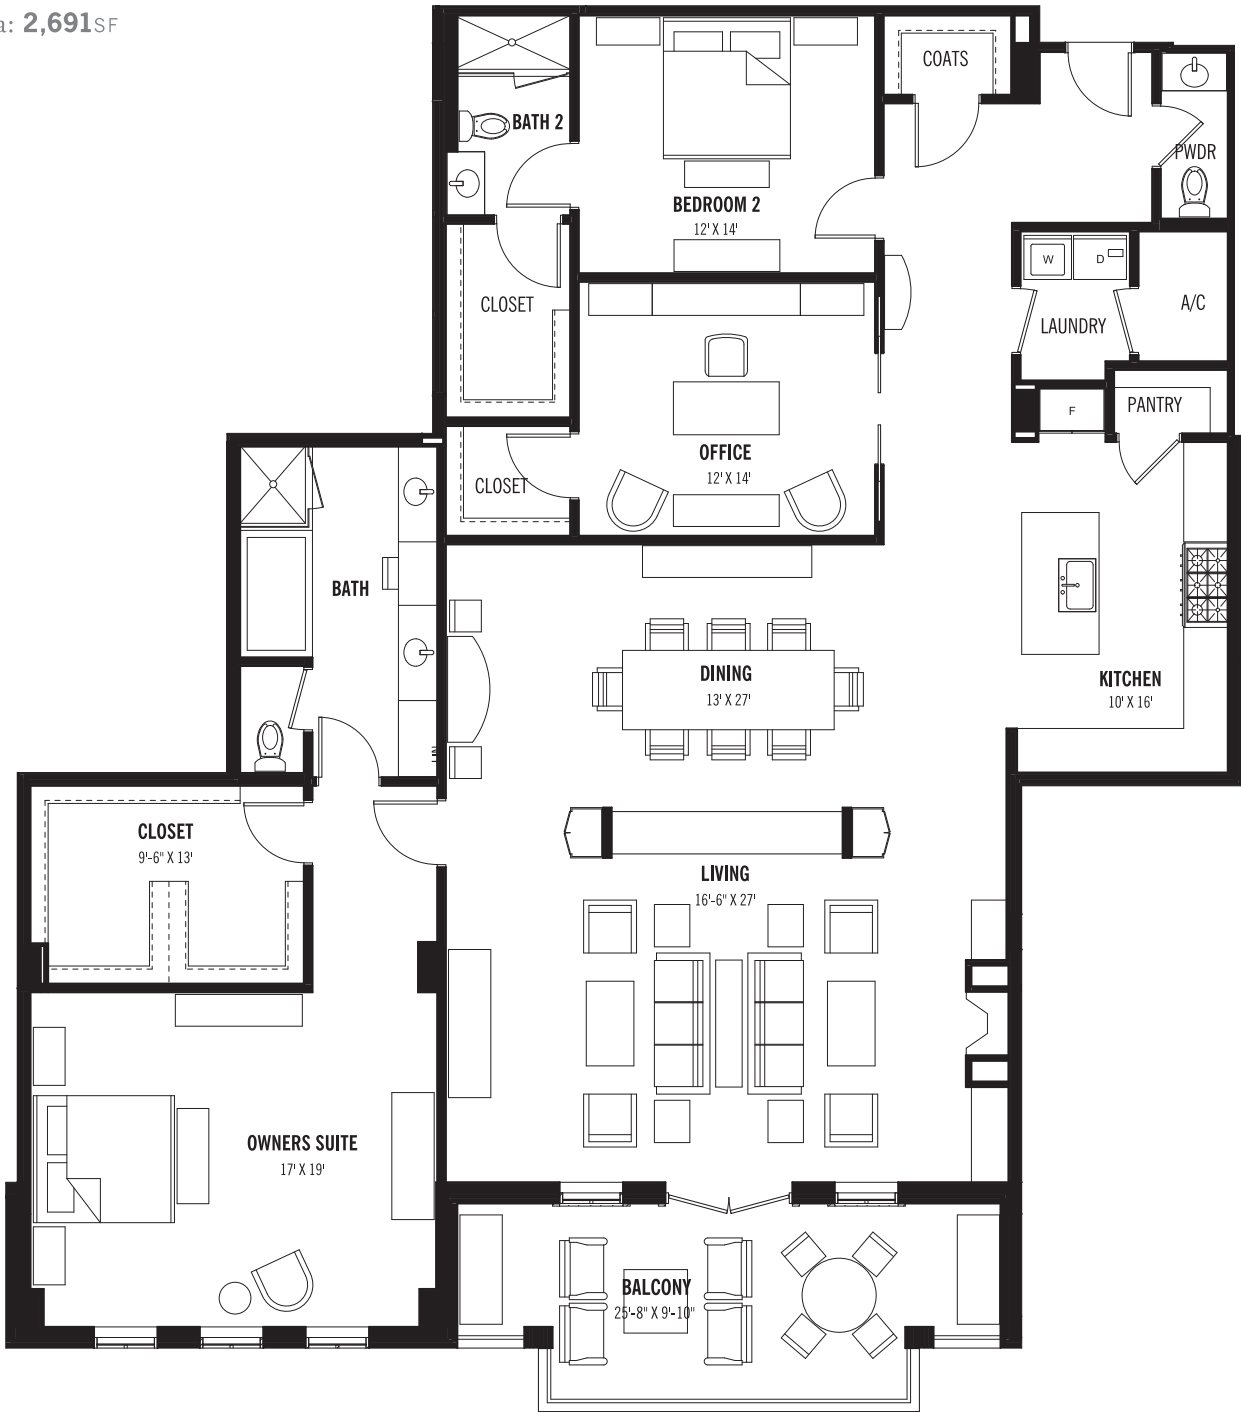 a: 2,691SF
COATS
BATH 2
PWDR
BEDROOM 2
12' X 14'
W
D
A/C
CLOSET
LAUNDRY
PANTRY
F
OFFICE
12' X 14'
CLOSET
BATH
DINING
13' X 27'
KITCHEN
10' X 16'
CLOSET
9'-6" X 13'
LIVING
16'-6" X 27'
OWNERS SUITE
17' X 19'
BALCONY
25'-8" X 9'-10"